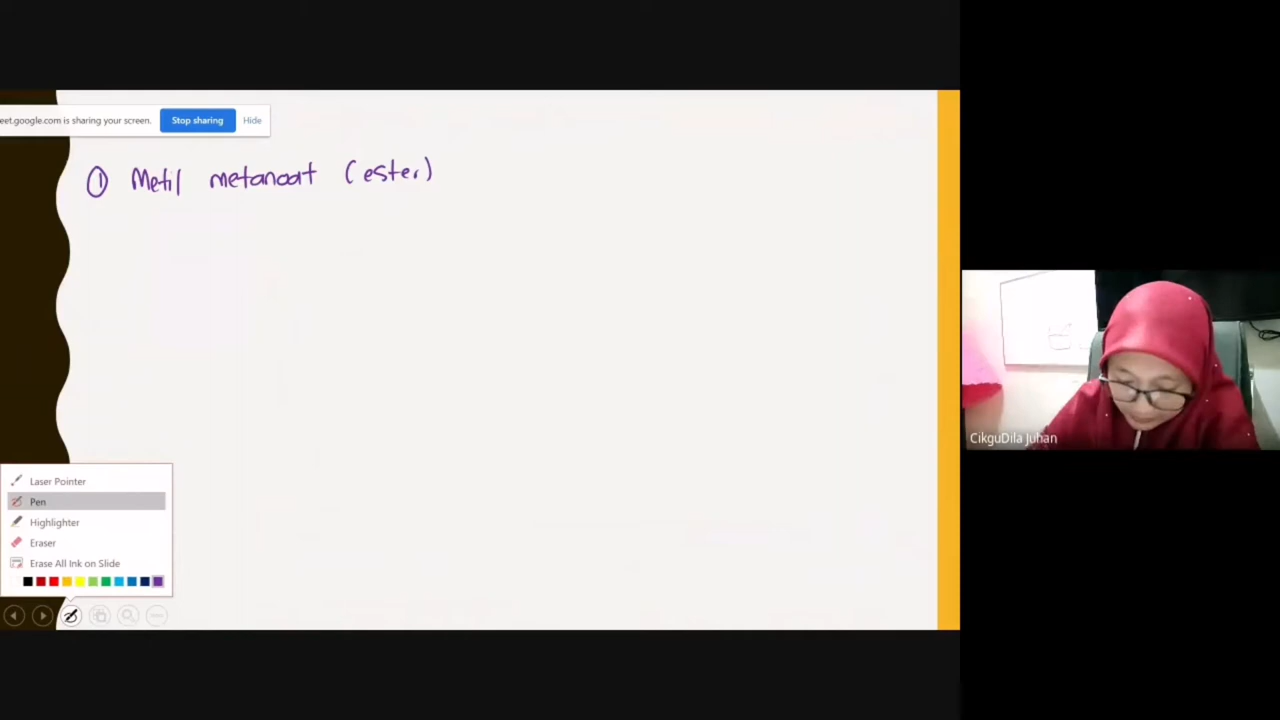 eet.google.com is sharing your screen. Stop sharing Hide
① Metil metanoat (ester)
CikguDila Juhan
Laser Pointer
Pen
Highlighter
Eraser
Erase All Ink on Slide